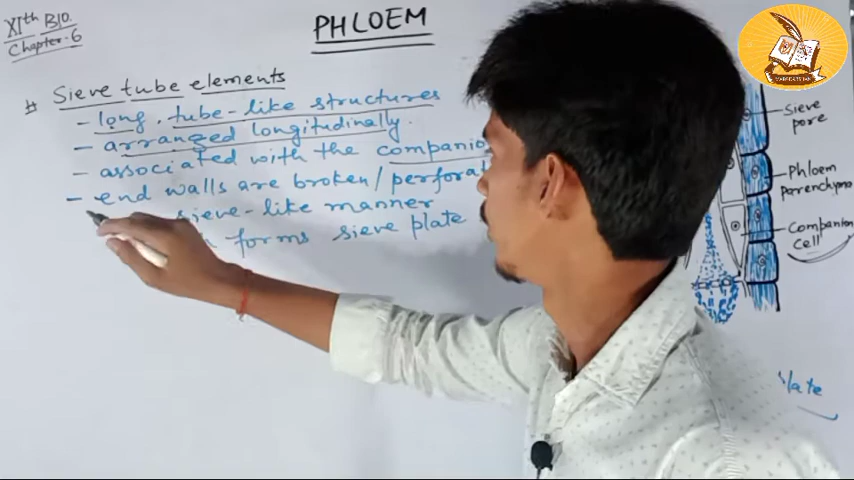 XIth BIO.
Chapter-6
PHLOEM
# Sieve tube elements
- long, tube-like structures
- arranged longitudinally.
- associated with the companio
- end walls are broken/perforat
sieve-like manner
forms sieve plate
Sieve
pore
Phloem
parenchyma
Companion
cell